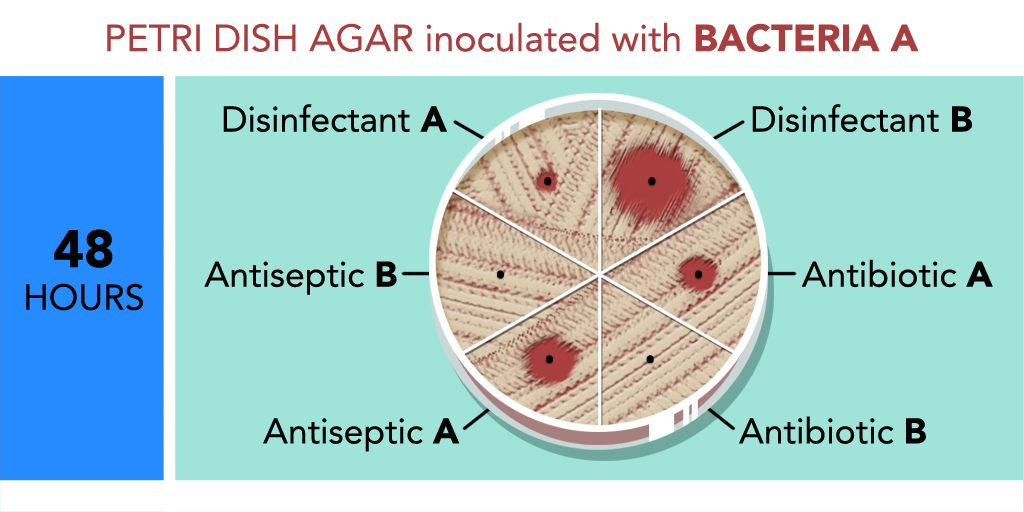 PETRI DISH AGAR inoculated with BACTERIA A
Disinfectant A
Disinfectant B
48
HOURS
Antiseptic B
Antibiotic A
Antiseptic A
Antibiotic B